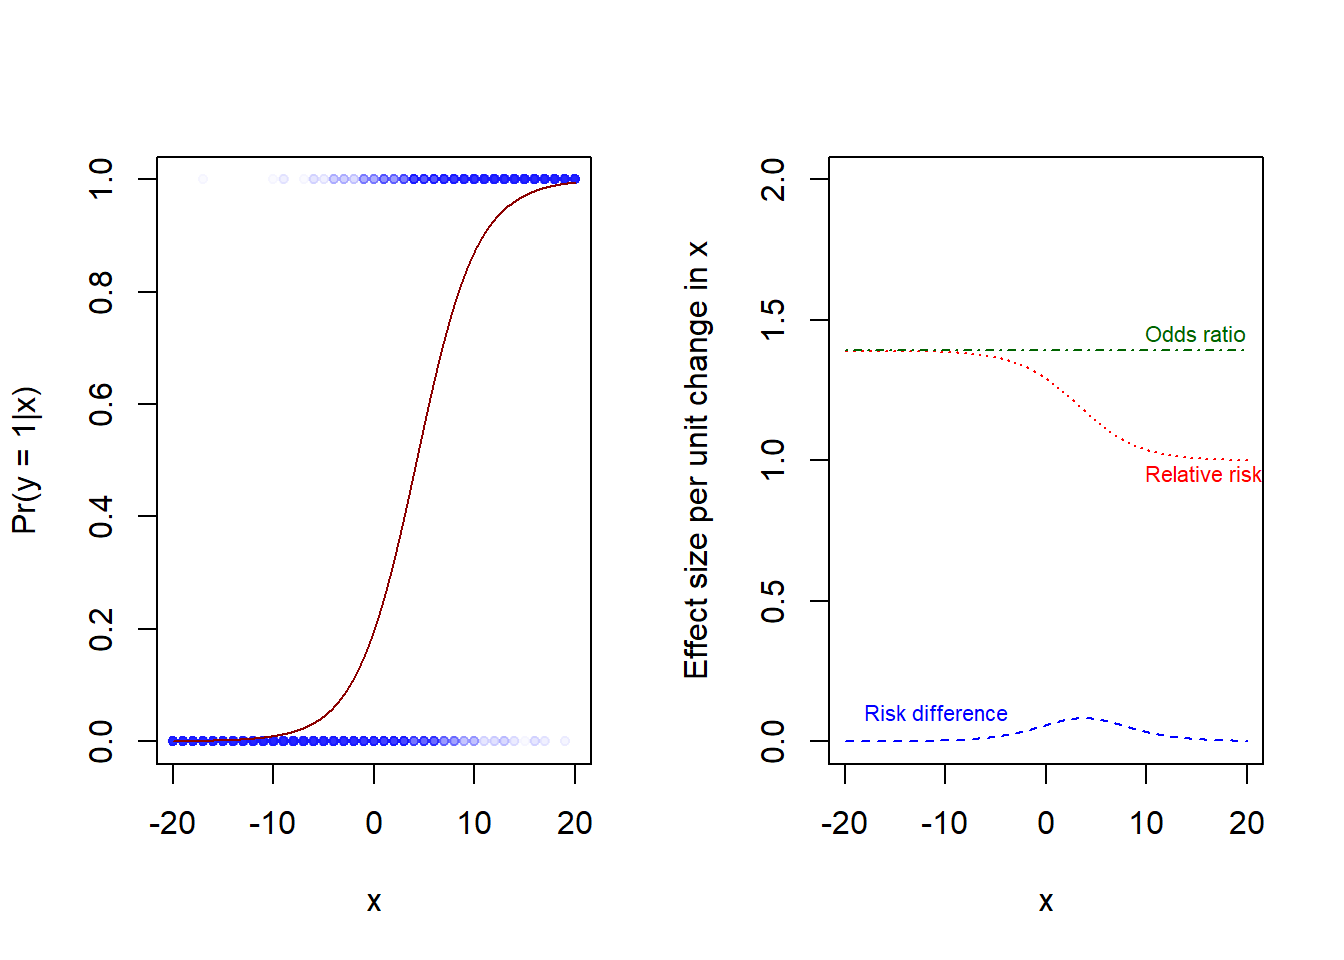 Pr(y = 1|x)
1.0
0.8
0.6
0.4
0.2
0.0
-20 -10 0 10 20
x
Effect size per unit change in x
2.0
1.5
1.0
0.5
0.0
Odds ratio
Relative risk
Risk difference
-20 -10 0 10 20
x